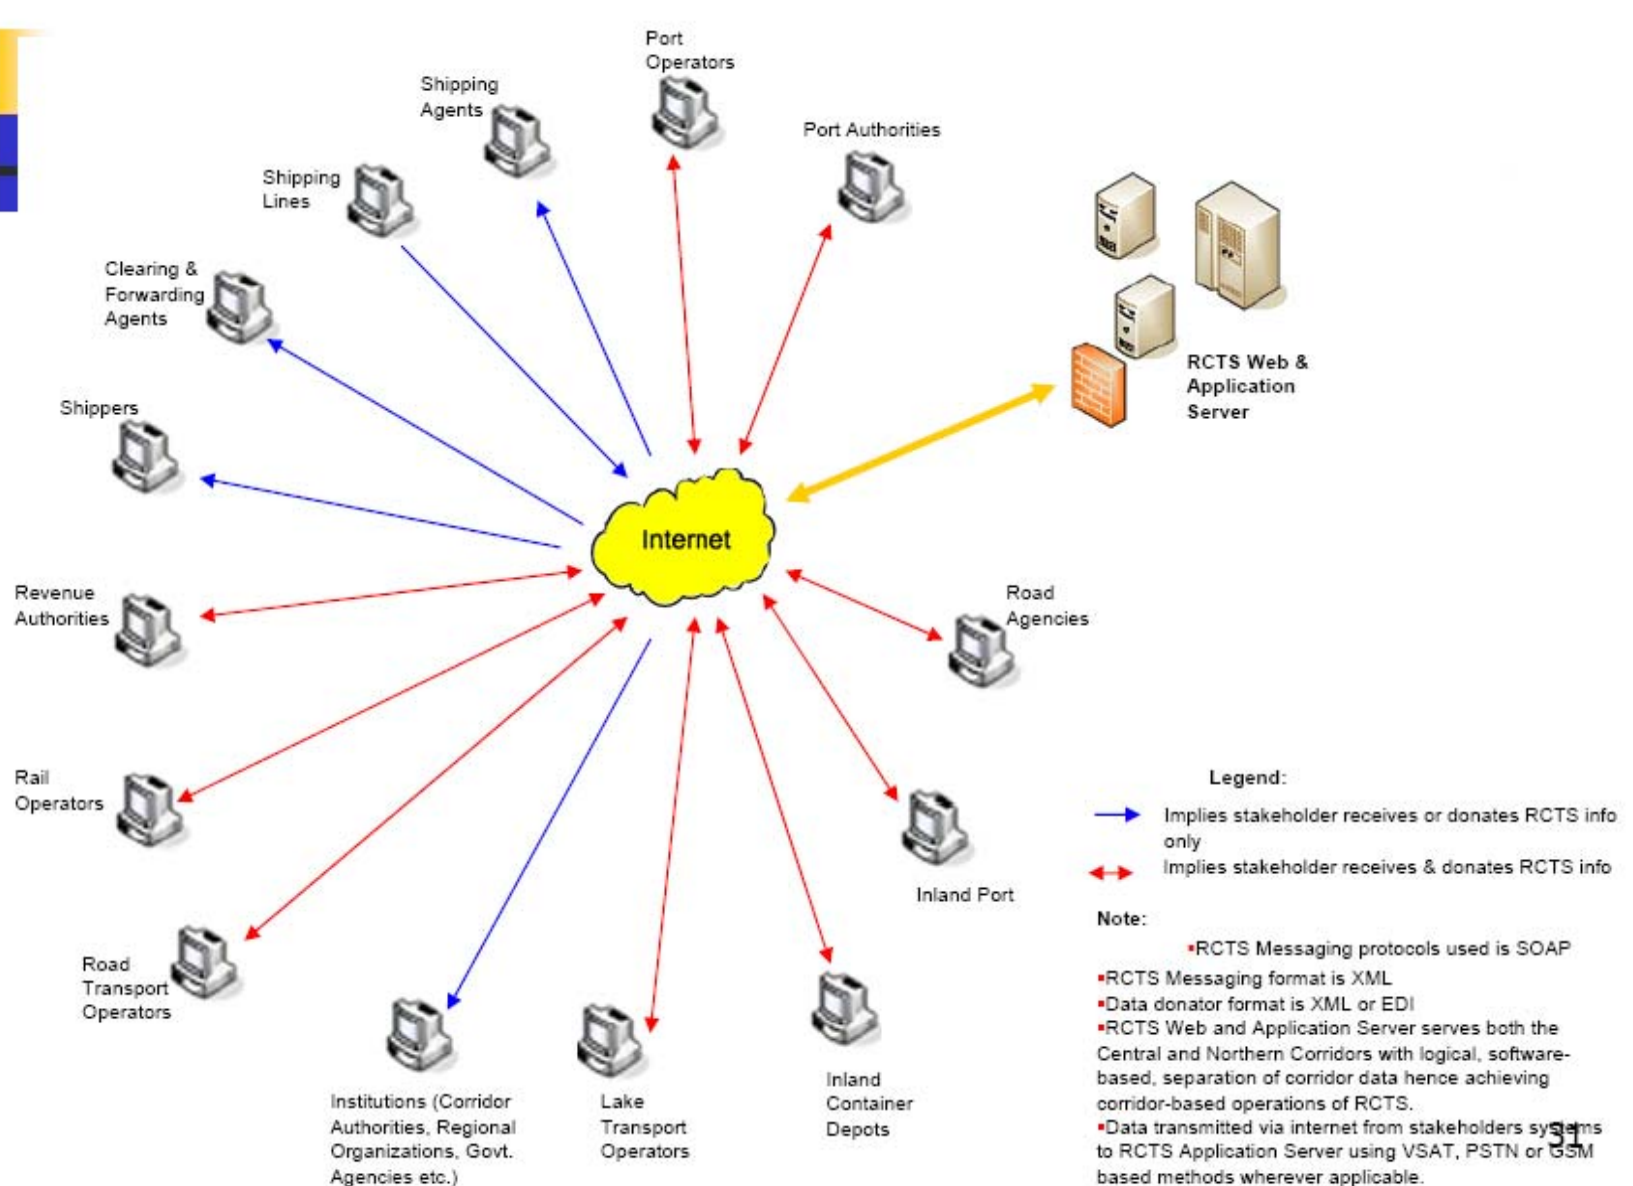 Port
Operators
Shipping
Agents
Port Authorities
Shipping
Lines
Clearing &
Forwarding
Agents
RCTS Web &
Application
Server
Shippers
Internet
Revenue
Authorities
Road
Agencies
Rail
Operators
Inland Port
Road
Transport
Operators
Institutions (Corridor
Authorities, Regional
Organizations, Govt.
Agencies etc.)
Lake
Transport
Operators
Inland
Container
Depots
Legend:
Implies stakeholder receives or donates RCTS info
only
Implies stakeholder receives & donates RCTS info
Note:
▪RCTS Messaging protocols used is SOAP
▪RCTS Messaging format is XML
▪Data donator format is XML or EDI
▪RCTS Web and Application Server serves both the
Central and Northern Corridors with logical, software-
based, separation of corridor data hence achieving
corridor-based operations of RCTS.
▪Data transmitted via internet from stakeholders systems
to RCTS Application Server using VSAT, PSTN or GSM
based methods wherever applicable.
31